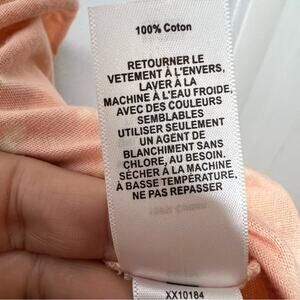 100% Coton
RETOURNER LE
VETEMENT À L'ENVERS,
LAVER À LA
MACHINE À L'EAU FROIDE,
AVEC DES COULEURS
SEMBLABLES
UTILISER SEULEMENT
UN AGENT DE
BLANCHIMENT SANS
CHLORE, AU BESOIN.
SÉCHER À LA MACHINE
À BASSE TEMPÉRATURE,
NE PAS REPASSER
XX10184